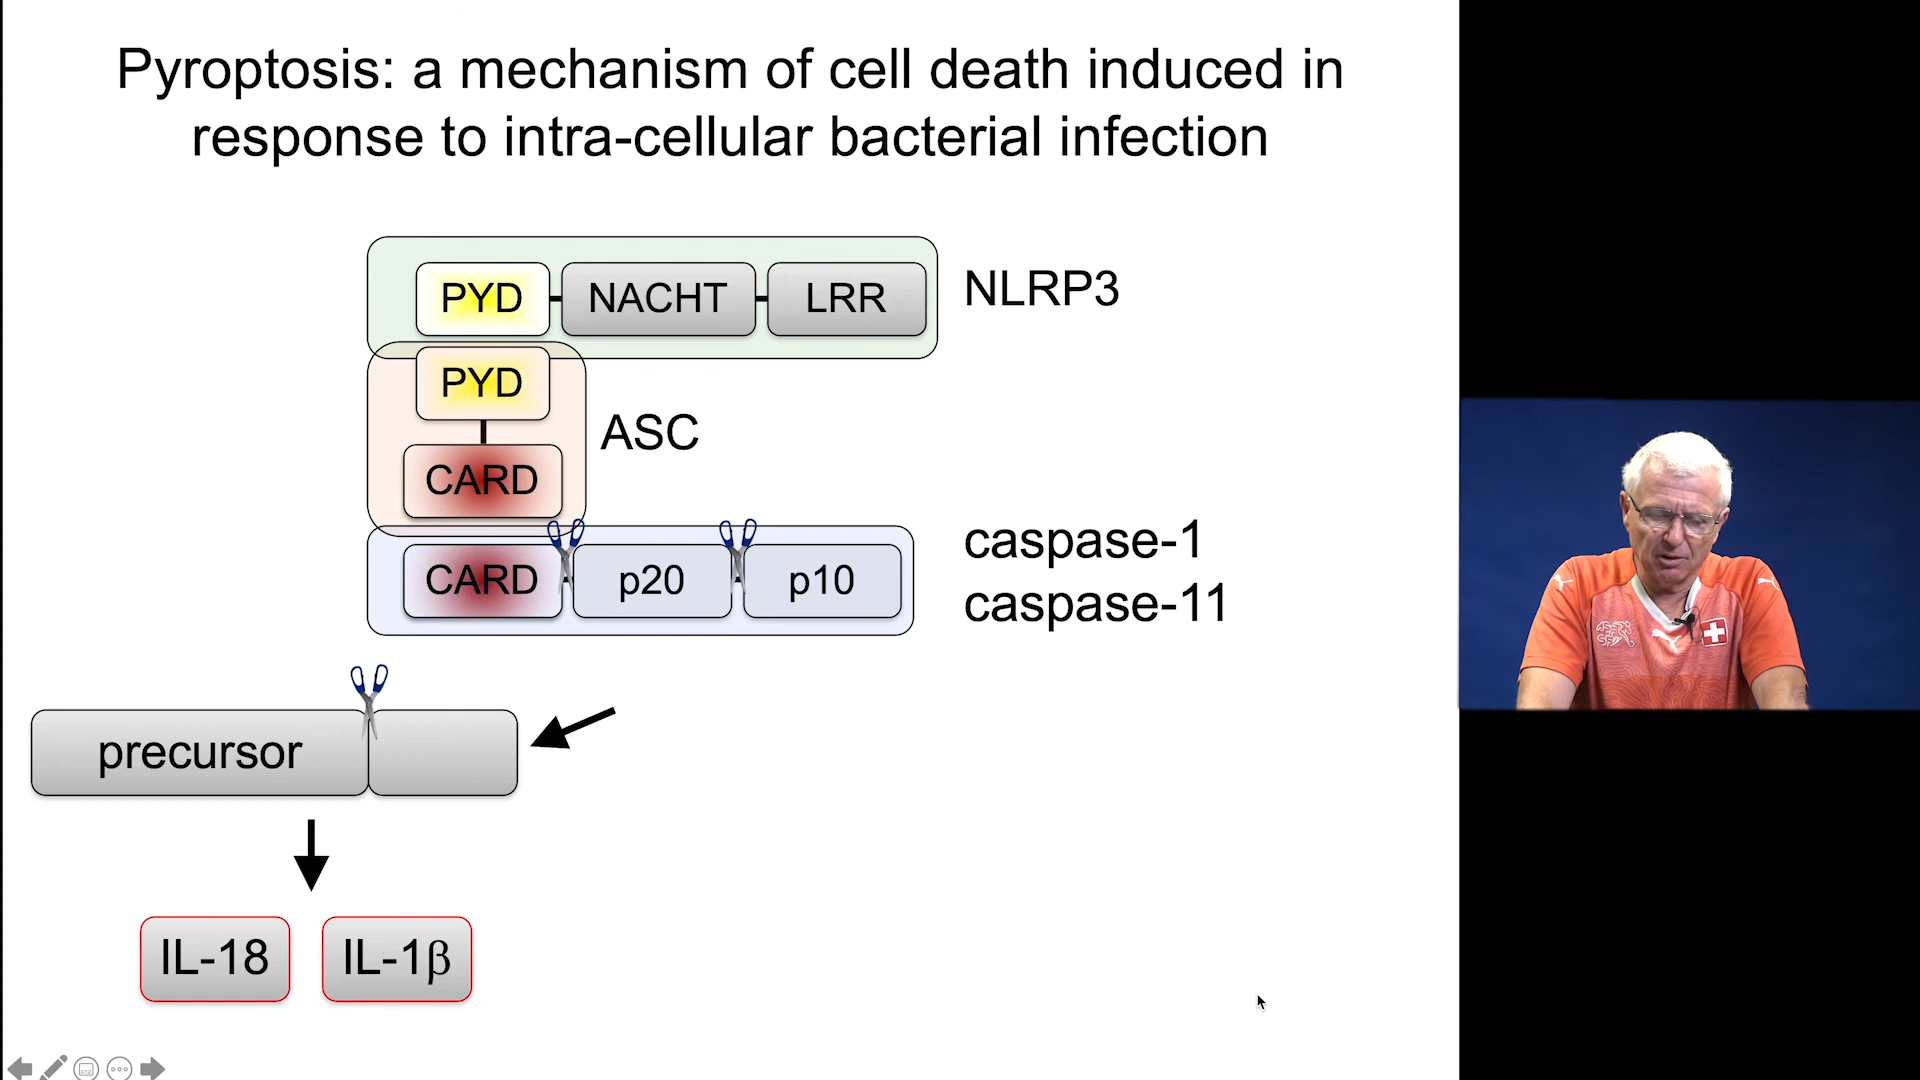 Pyroptosis: a mechanism of cell death induced in
response to intra-cellular bacterial infection
PYD
NACHT
LRR
NLRP3
PYD
ASC
CARD
CARD
p20
p10
caspase-1
caspase-11
precursor
IL-18
IL-1β